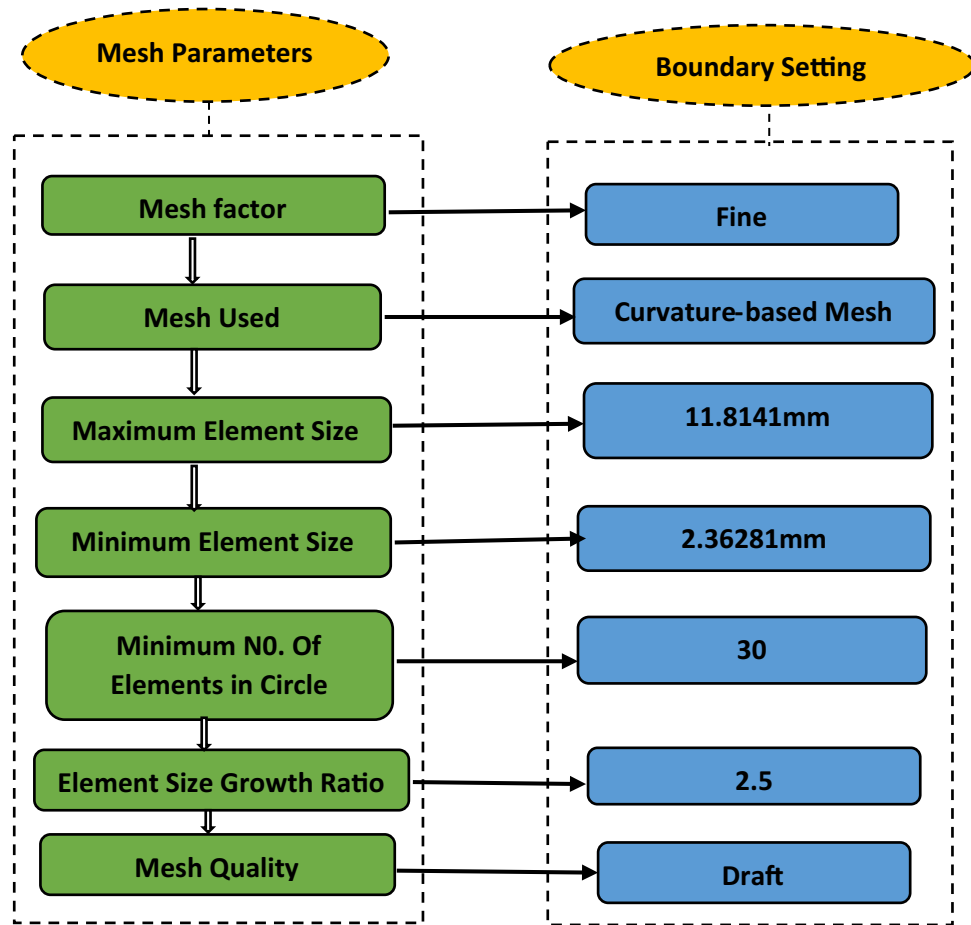 Mesh Parameters
Boundary Setting
Mesh factor
Fine
Mesh Used
Curvature-based Mesh
Maximum Element Size
11.8141mm
Minimum Element Size
2.36281mm
Minimum N0. Of
Elements in Circle
30
Element Size Growth Ratio
2.5
Mesh Quality
Draft